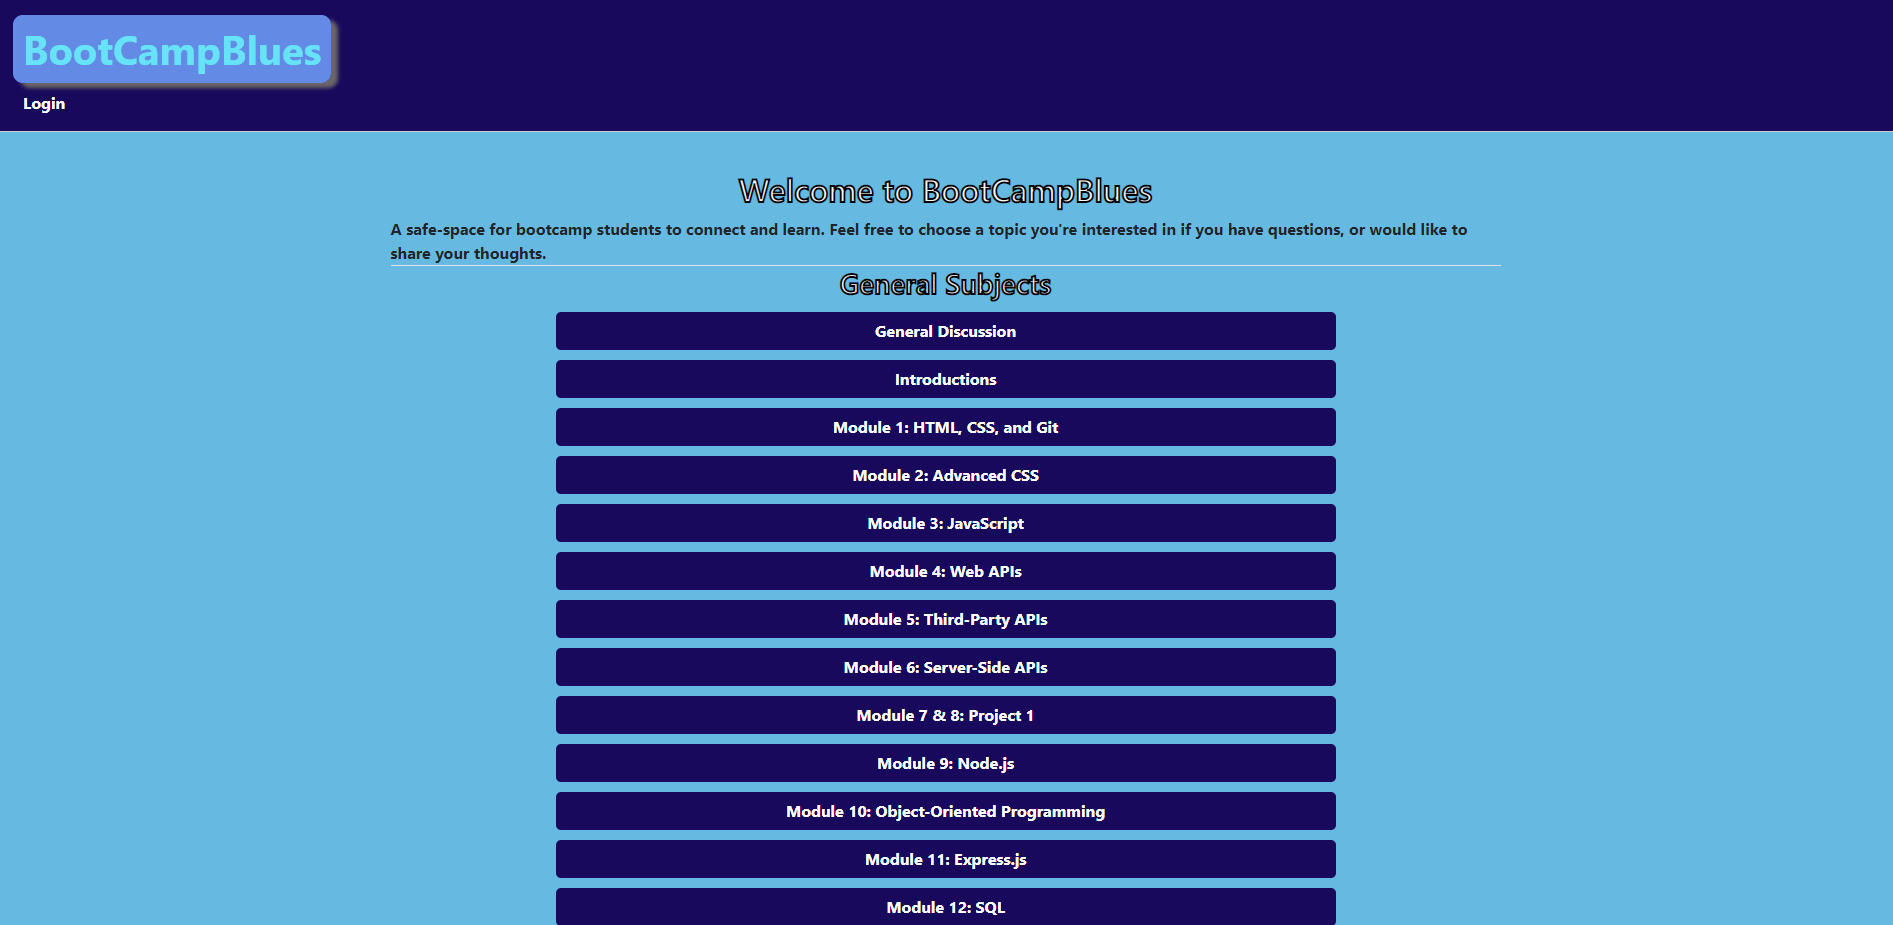 BootCampBlues
Login
Welcome to BootCampBlues
A safe-space for bootcamp students to connect and learn. Feel free to choose a topic you're interested in if you have questions, or would like to
share your thoughts.
General Subjects
General Discussion
Introductions
Module 1: HTML, CSS, and Git
Module 2: Advanced CSS
Module 3: JavaScript
Module 4: Web APIs
Module 5: Third-Party APIs
Module 6: Server-Side APIs
Module 7 & 8: Project 1
Module 9: Node.js
Module 10: Object-Oriented Programming
Module 11: Express.js
Module 12: SQL